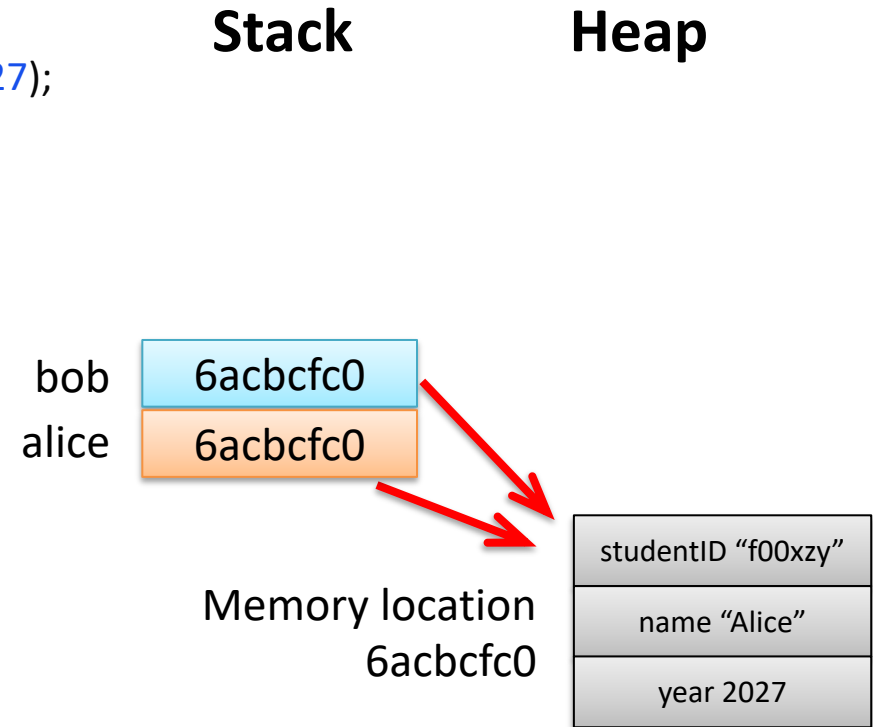 Stack Heap
27);
bob 6acbcfc0
alice 6acbcfc0
studentID “f00xzy”
Memory location
name “Alice”
6acbcfc0
year 2027